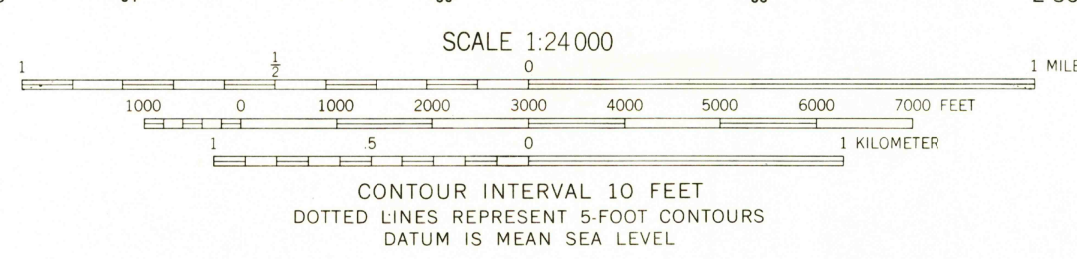 SCALE 1:24 000
1 1/2 0 1 MILE
1000 0 1000 2000 3000 4000 5000 6000 7000 FEET
1 .5 0 1 KILOMETER
CONTOUR INTERVAL 10 FEET
DOTTED LINES REPRESENT 5-FOOT CONTOURS
DATUM IS MEAN SEA LEVEL